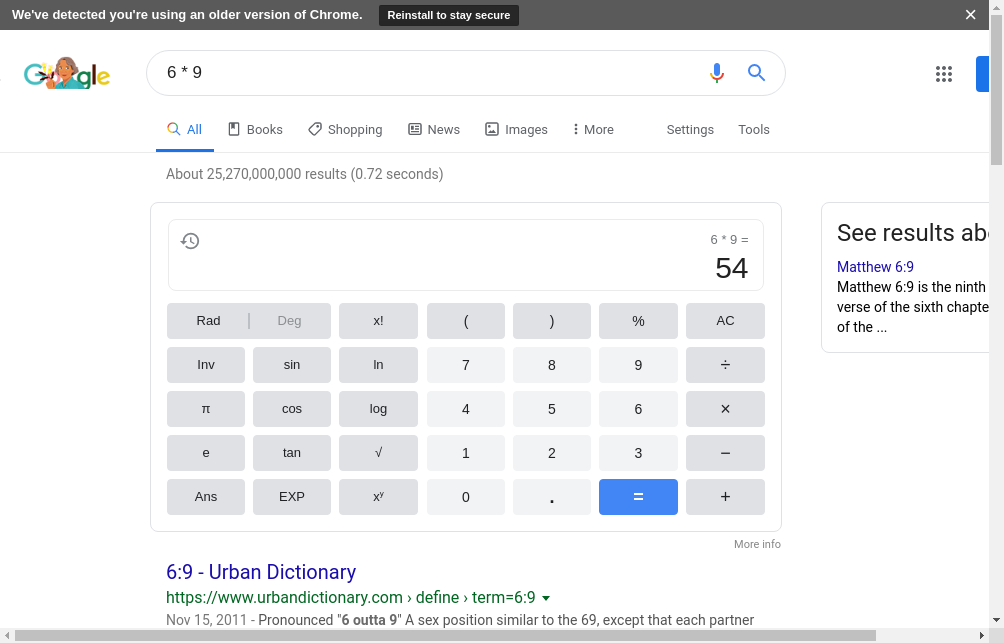 We've detected you're using an older version of Chrome. Reinstall to stay secure
Google
6 * 9
All Books Shopping News Images More Settings Tools
About 25,270,000,000 results (0.72 seconds)
6 * 9 =
54
Rad | Deg x! ( ) % AC
Inv sin ln 7 8 9 ÷
π cos log 4 5 6 ×
e tan √ 1 2 3 −
Ans EXP xʸ 0 . = +
More info
See results abo
Matthew 6:9
Matthew 6:9 is the ninth
verse of the sixth chapte
of the ...
6:9 - Urban Dictionary
https://www.urbandictionary.com › define › term=6:9
Nov 15, 2011 - Pronounced "6 outta 9" A sex position similar to the 69, except that each partner